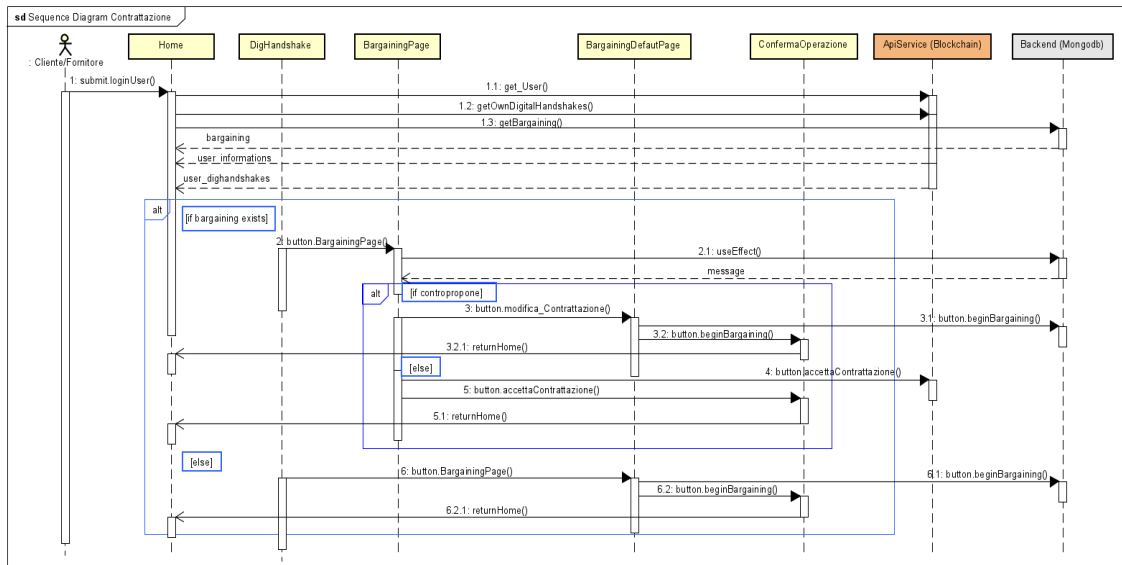 sd Sequence Diagram Contrattazione
: Cliente/Fornitore
Home
DigHandshake
BargainingPage
BargainingDefautPage
ConfermaOperazione
ApiService (Blockchain)
Backend (Mongodb)
1: submit.loginUser()
1.1: get_User()
1.2: getOwnDigitalHandshakes()
1.3: getBargaining()
bargaining
user_informations
user_dighandshakes
alt
[if bargaining exists]
2: button.BargainingPage()
2.1: useEffect()
message
alt
[if contropropone]
3: button.modifica_Contrattazione()
3.1: button.beginBargaining()
3.2: button.beginBargaining()
3.2.1: returnHome()
[else]
4: button.accettaContrattazione()
5: button.accettaContrattazione()
5.1: returnHome()
[else]
6: button.BargainingPage()
6.1: button.beginBargaining()
6.2: button.beginBargaining()
6.2.1: returnHome()